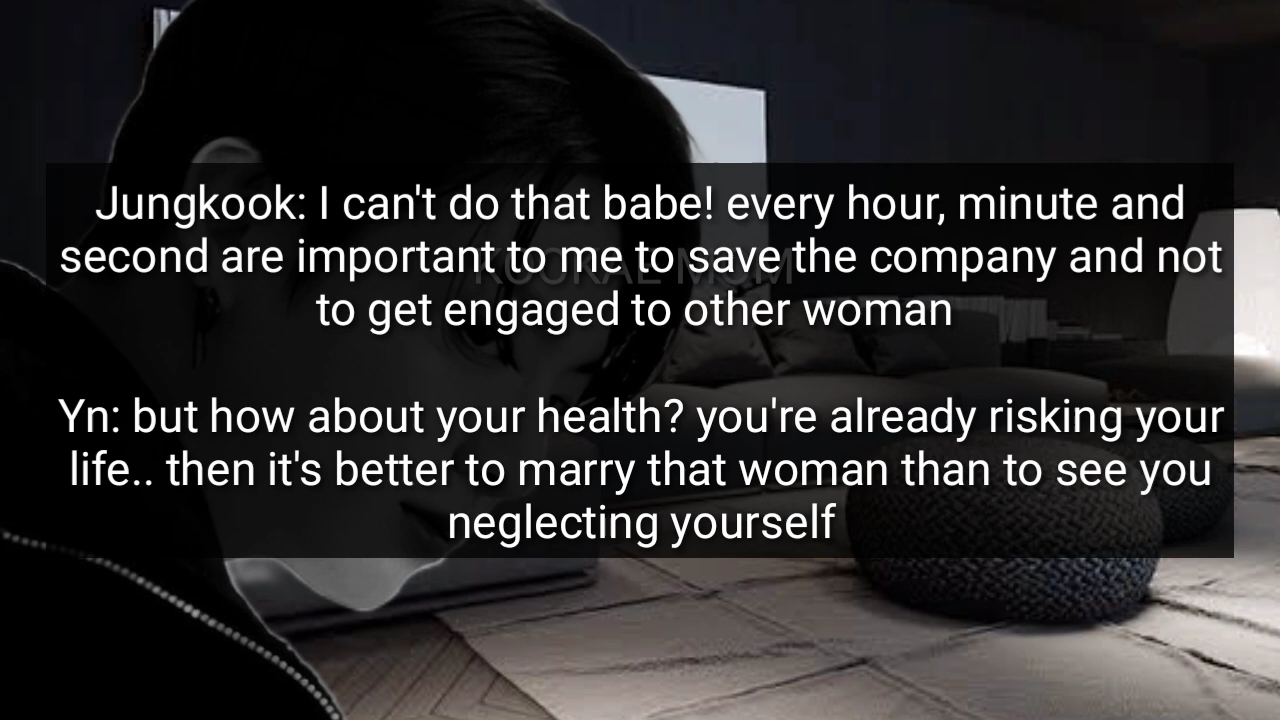 Jungkook: I can't do that babe! every hour, minute and
second are important to me to save the company and not
to get engaged to other woman
Yn: but how about your health? you're already risking your
life.. then it's better to marry that woman than to see you
neglecting yourself